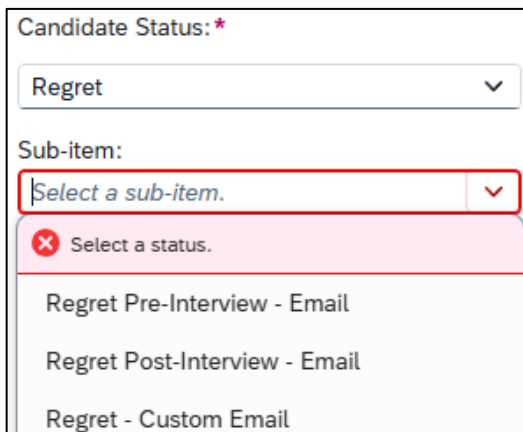 Candidate Status:*
Regret
Sub-item:
Select a sub-item.
Select a status.
Regret Pre-Interview - Email
Regret Post-Interview - Email
Regret - Custom Email